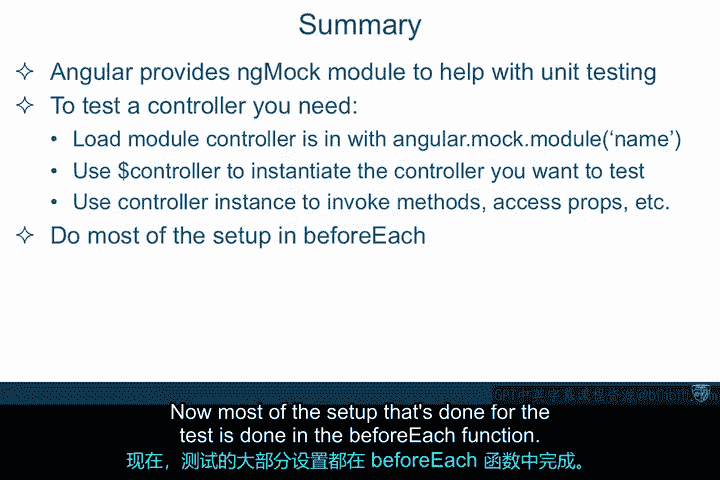 Summary
✧ Angular provides ngMock module to help with unit testing
✧ To test a controller you need:
• Load module controller is in with angular.mock.module(‘name’)
• Use $controller to instantiate the controller you want to test
• Use controller instance to invoke methods, access props, etc.
✧ Do most of the setup in beforeEach
Now most of the setup that's done for the
test is done in the beforeEach function.
现在，测试的大部分设置都在 beforeEach 函数中完成。